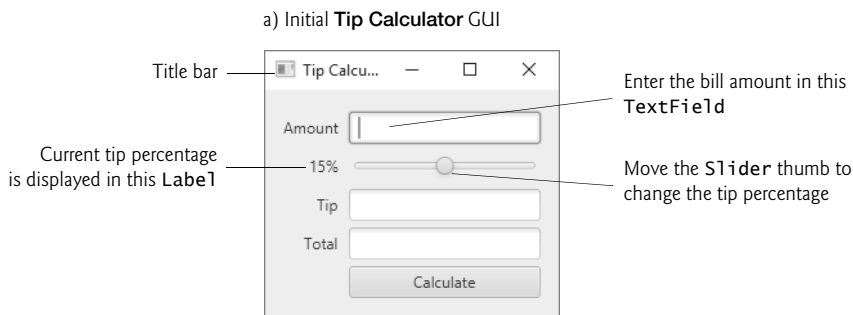 a) Initial Tip Calculator GUI
Title bar
Tip Calcu...
Enter the bill amount in this
TextField
Amount
Current tip percentage
is displayed in this Label
15%
Move the Slider thumb to
change the tip percentage
Tip
Total
Calculate